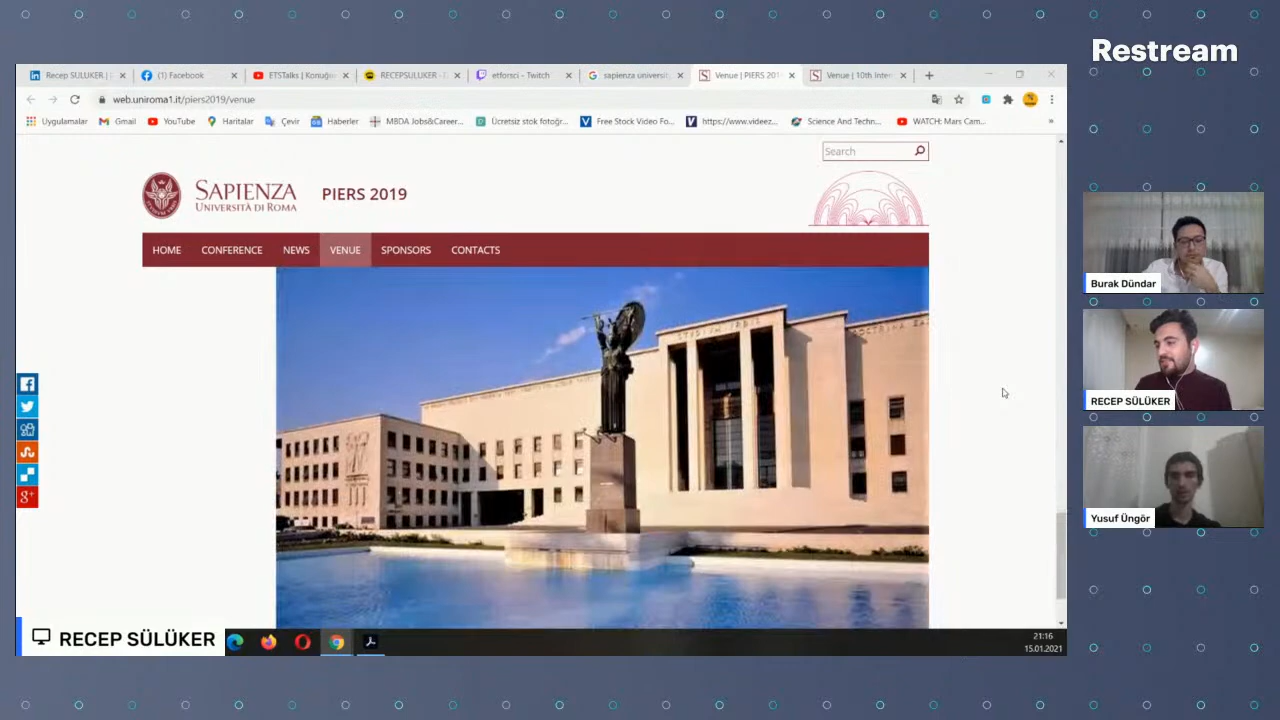 Restream
Recep SULUKER |
(1) Facebook
ETSTalks | Konuğu
RECEPSULUKER -
etforsci - Twitch
sapienza universit
Venue | PIERS 201
Venue | 10th Inter
web.uniroma1.it/piers2019/venue
Uygulamalar
Gmail
YouTube
Haritalar
Çevir
Haberler
MBDA Jobs&Career...
Ücretsiz stok fotoğr...
Free Stock Video Fo...
https://www.videez...
Science And Techn...
WATCH: Mars Cam...
Search
SAPIENZA
UNIVERSITÀ DI ROMA
PIERS 2019
HOME CONFERENCE NEWS VENUE SPONSORS CONTACTS
STUDIUM URBIS
Burak Dündar
RECEP SÜLÜKER
Yusuf Üngör
RECEP SÜLÜKER
21:16
15.01.2021